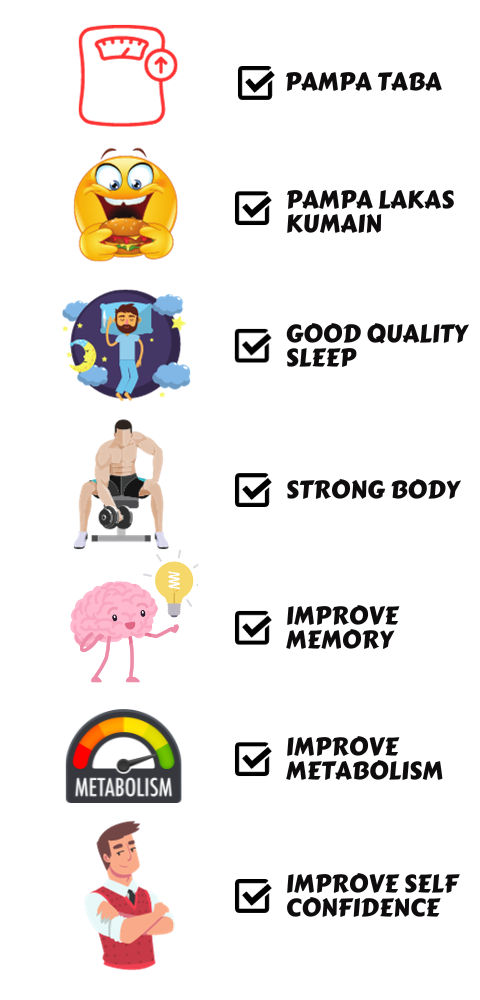 PAMPA TABA
PAMPA LAKAS
KUMAIN
GOOD QUALITY
SLEEP
STRONG BODY
IMPROVE
MEMORY
METABOLISM
IMPROVE
METABOLISM
IMPROVE SELF
CONFIDENCE